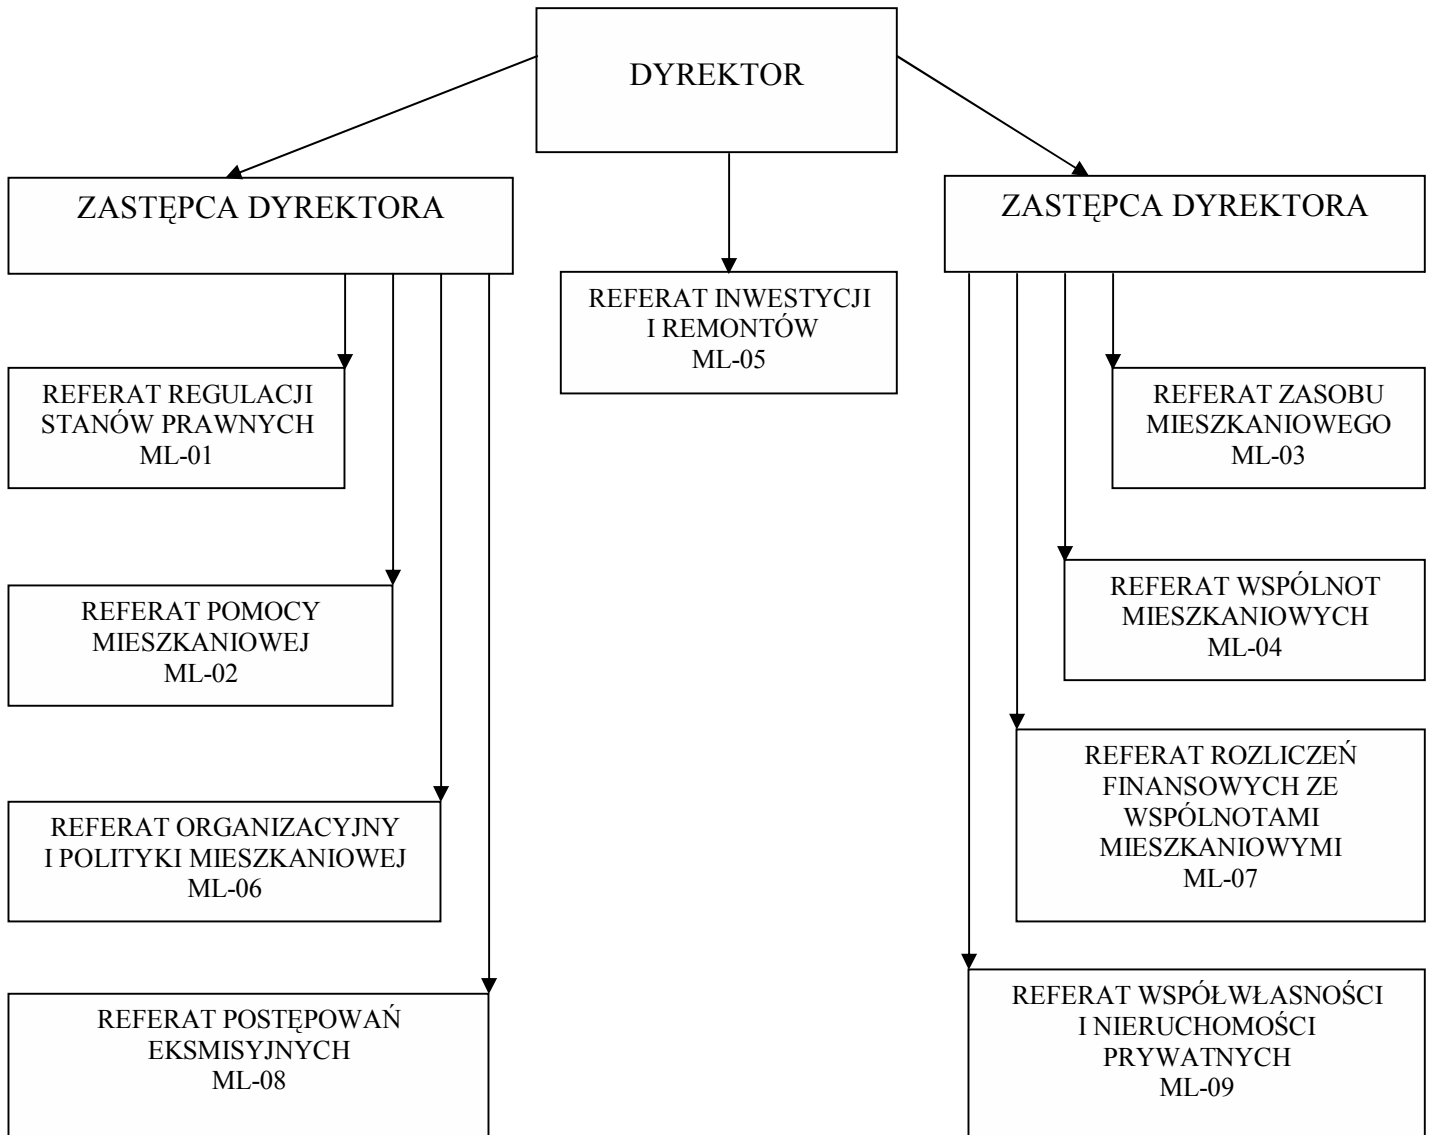 DYREKTOR
ZASTĘPCA DYREKTORA
ZASTĘPCA DYREKTORA
REFERAT INWESTYCJI
I REMONTÓW
ML-05
REFERAT REGULACJI
STANÓW PRAWNYCH
ML-01
REFERAT ZASOBU
MIESZKANIOWEGO
ML-03
REFERAT POMOCY
MIESZKANIOWEJ
ML-02
REFERAT WSPÓLNOT
MIESZKANIOWYCH
ML-04
REFERAT ORGANIZACYJNY
I POLITYKI MIESZKANIOWEJ
ML-06
REFERAT ROZLICZEŃ
FINANSOWYCH ZE
WSPÓLNOTAMI
MIESZKANIOWYMI
ML-07
REFERAT POSTĘPOWAŃ
EKSMISYJNYCH
ML-08
REFERAT WSPÓŁWŁASNOŚCI
I NIERUCHOMOŚCI
PRYWATNYCH
ML-09